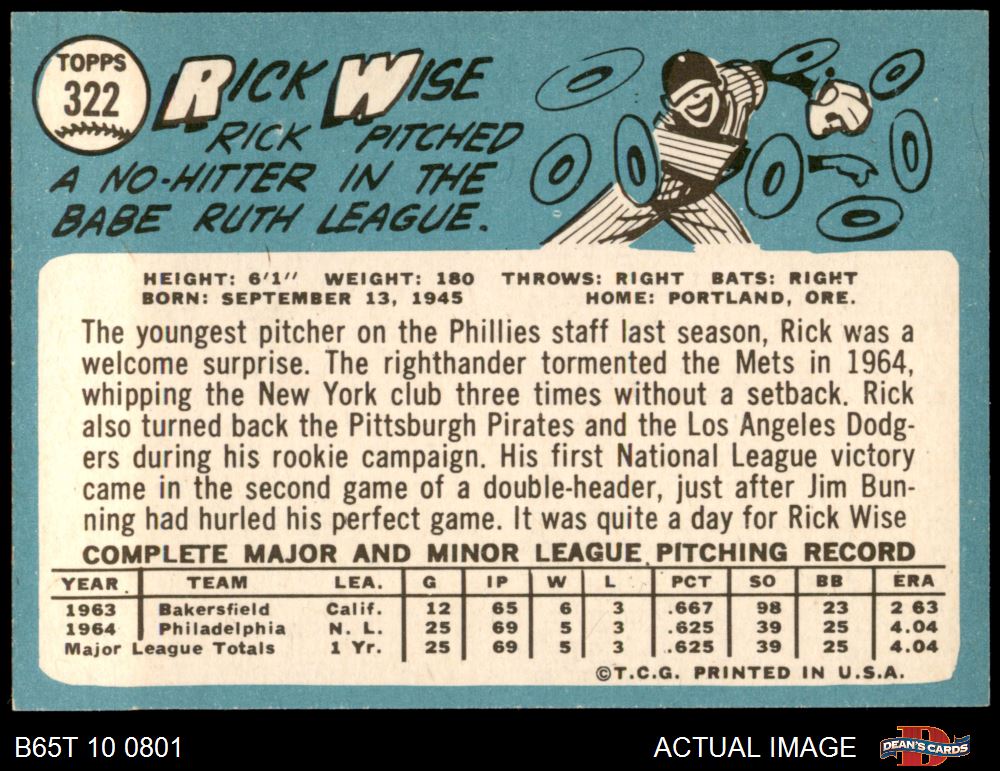 TOPPS
322
RICK WISE
RICK PITCHED
A NO-HITTER IN THE
BABE RUTH LEAGUE.
0 0 0 0 0 0 0 0
HEIGHT: 6'1" WEIGHT: 180 THROWS: RIGHT BATS: RIGHT
BORN: SEPTEMBER 13, 1945 HOME: PORTLAND, ORE.
The youngest pitcher on the Phillies staff last season, Rick was a
welcome surprise. The righthander tormented the Mets in 1964,
whipping the New York club three times without a setback. Rick
also turned back the Pittsburgh Pirates and the Los Angeles Dodg-
ers during his rookie campaign. His first National League victory
came in the second game of a double-header, just after Jim Bun-
ning had hurled his perfect game. It was quite a day for Rick Wise
COMPLETE MAJOR AND MINOR LEAGUE PITCHING RECORD
YEAR TEAM LEA. G IP W L PCT SO BB ERA
1963 Bakersfield Calif. 12 65 6 3 .667 98 23 2 63
1964 Philadelphia N. L. 25 69 5 3 .625 39 25 4.04
Major League Totals 1 Yr. 25 69 5 3 .625 39 25 4.04
©T.C.G. PRINTED IN U.S.A.
B65T 10 0801 ACTUAL IMAGE DEAN'S CARDS